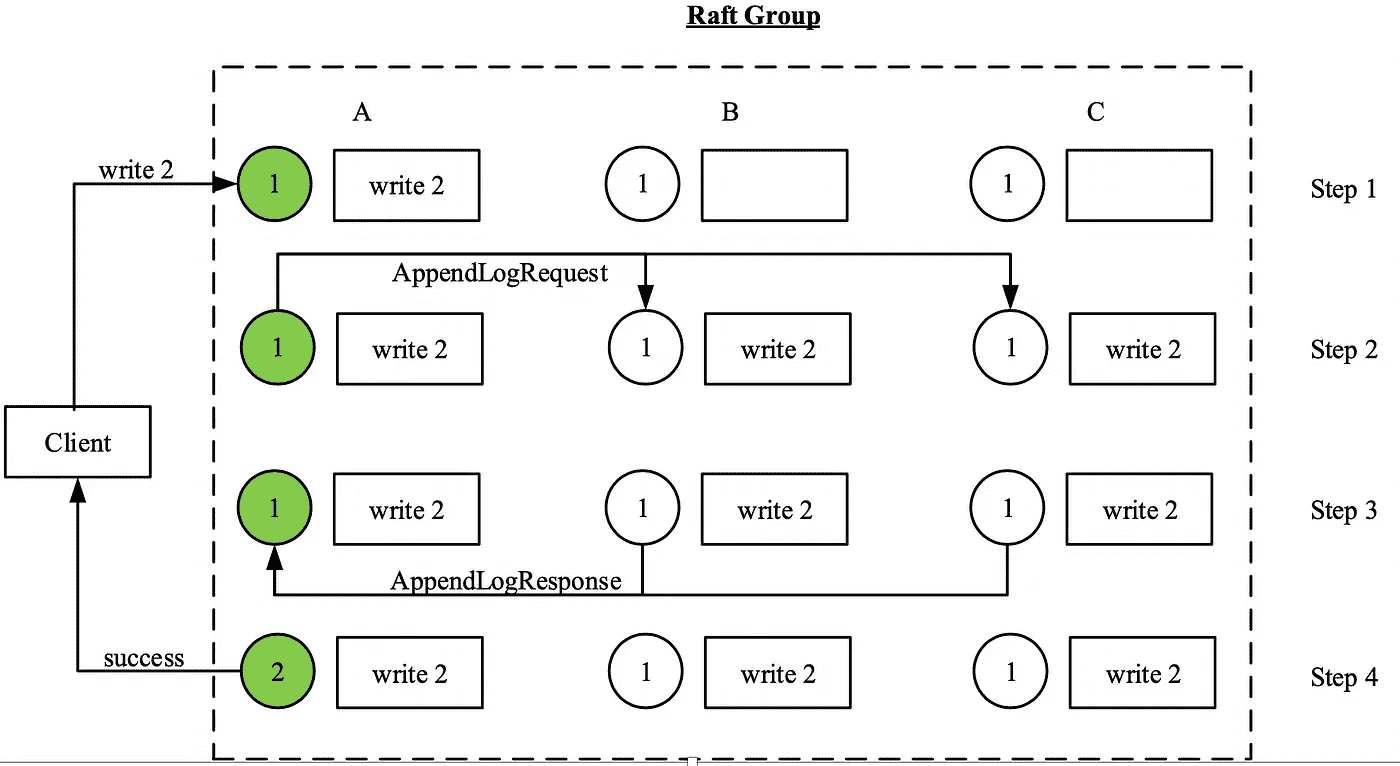 Raft Group
A B C
write 2
1 write 2 1 1 Step 1
AppendLogRequest
1 write 2 1 write 2 1 write 2 Step 2
Client
1 write 2 1 write 2 1 write 2 Step 3
AppendLogResponse
success
2 write 2 1 write 2 1 write 2 Step 4